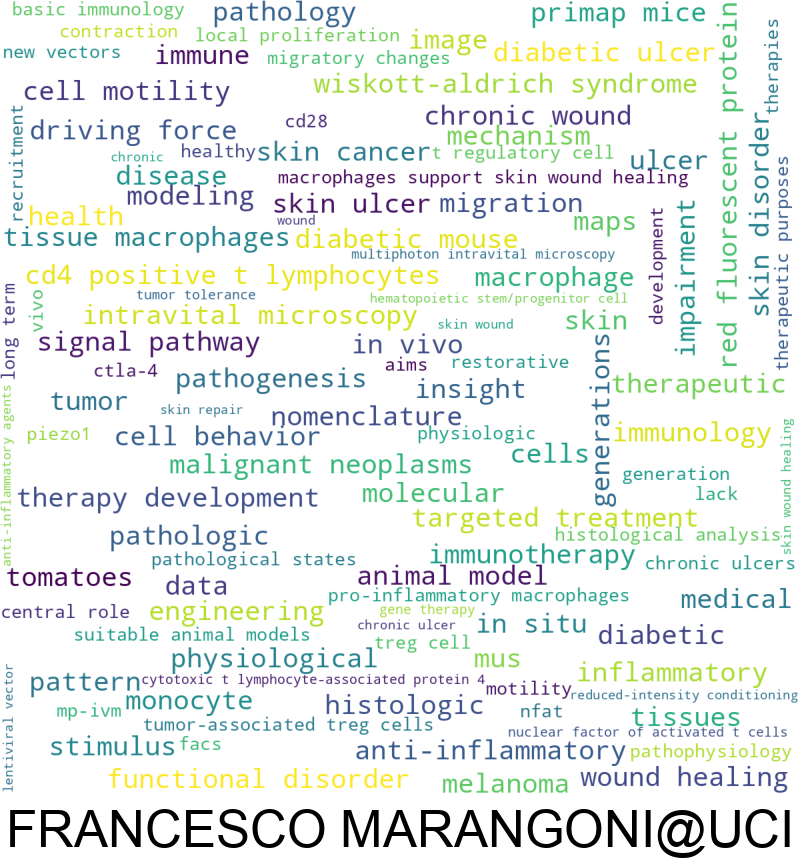 basic immunology
pathology
primap mice
contraction
local proliferation
image
new vectors
immune
migratory changes
diabetic ulcer
red fluorescent protein
therapies
cell motility
wiskott-aldrich syndrome
recruitment
driving force
cd28
chronic wound
mechanism
chronic
healthy
skin cancer
t regulatory cell
ulcer
skin disorder
disease
macrophages support skin wound healing
therapeutic purposes
modeling
skin ulcer
migration
health
wound
maps
tissue macrophages
diabetic mouse
development
impairment
multiphoton intravital microscopy
cd4 positive t lymphocytes
macrophage
long term
vivo
tumor tolerance
hematopoietic stem/progenitor cell
intravital microscopy
skin wound
skin
signal pathway
in vivo
generations
ctla-4
aims
restorative
pathogenesis
insight
therapeutic
anti-inflammatory agents
tumor
skin repair
nomenclature
piezo1
cell behavior
physiologic
immunology
skin wound healing
malignant neoplasms
cells
generation
therapy development
molecular
lack
targeted treatment
pathologic
histological analysis
pathological states
immunotherapy
chronic ulcers
tomatoes
data
animal model
pro-inflammatory macrophages
medical
central role
engineering
gene therapy
chronic ulcer
in situ
suitable animal models
treg cell
diabetic
physiological
mus
inflammatory
lentiviral vector
pattern
cytotoxic t lymphocyte-associated protein 4
motility
reduced-intensity conditioning
monocyte
mp-ivm
histologic
nfat
tissues
tumor-associated treg cells
nuclear factor of activated t cells
stimulus
facs
anti-inflammatory
pathophysiology
functional disorder
melanoma
wound healing
FRANCESCO MARANGONI@UCI